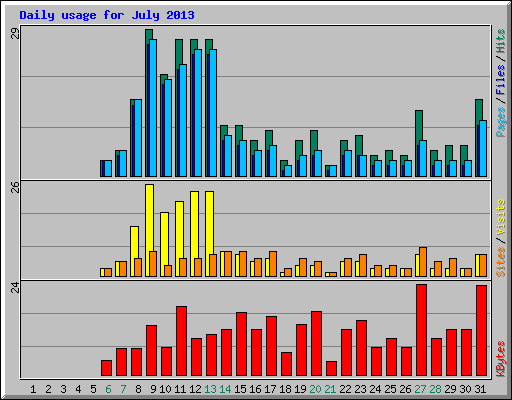 Daily usage for July 2013
29
Pages / Files / Hits
26
Sites / Visits
24
KBytes
1 2 3 4 5 6 7 8 9 10 11 12 13 14 15 16 17 18 19 20 21 22 23 24 25 26 27 28 29 30 31